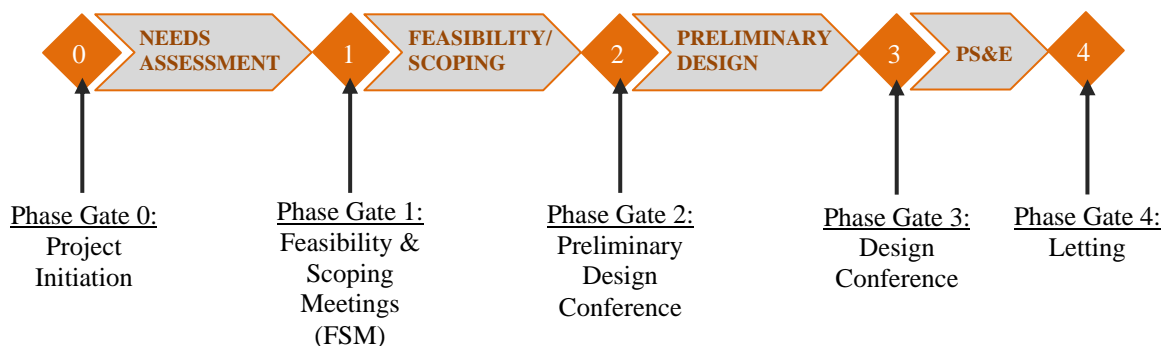 0
NEEDS
ASSESSMENT
1
FEASIBILITY/
SCOPING
2
PRELIMINARY
DESIGN
3
PS&E
4
Phase Gate 0:
Project
Initiation
Phase Gate 1:
Feasibility &
Scoping
Meetings
(FSM)
Phase Gate 2:
Preliminary
Design
Conference
Phase Gate 3:
Design
Conference
Phase Gate 4:
Letting